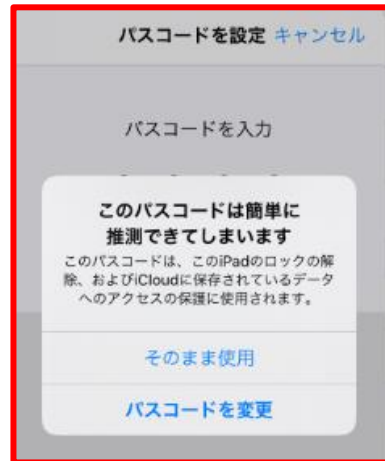 パスコードを設定 キャンセル
パスコードを入力
このパスコードは簡単に
推測できてしまいます
このパスコードは、このiPadのロックの解
除、およびiCloudに保存されているデータ
へのアクセスの保護に使用されます。
そのまま使用
パスコードを変更